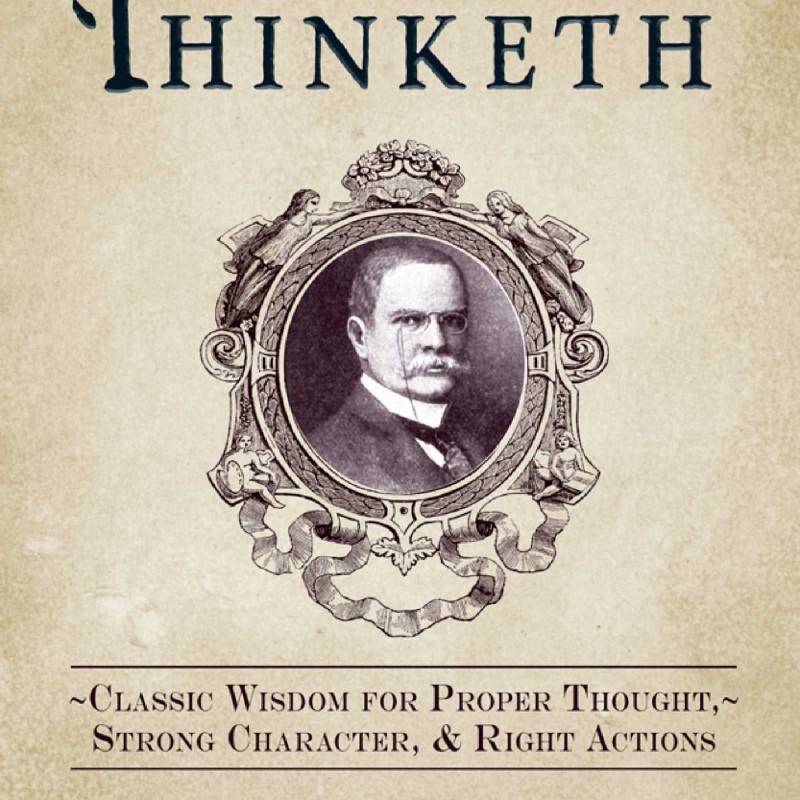 THINKETH
~CLASSIC WISDOM FOR PROPER THOUGHT,~
STRONG CHARACTER, & RIGHT ACTIONS